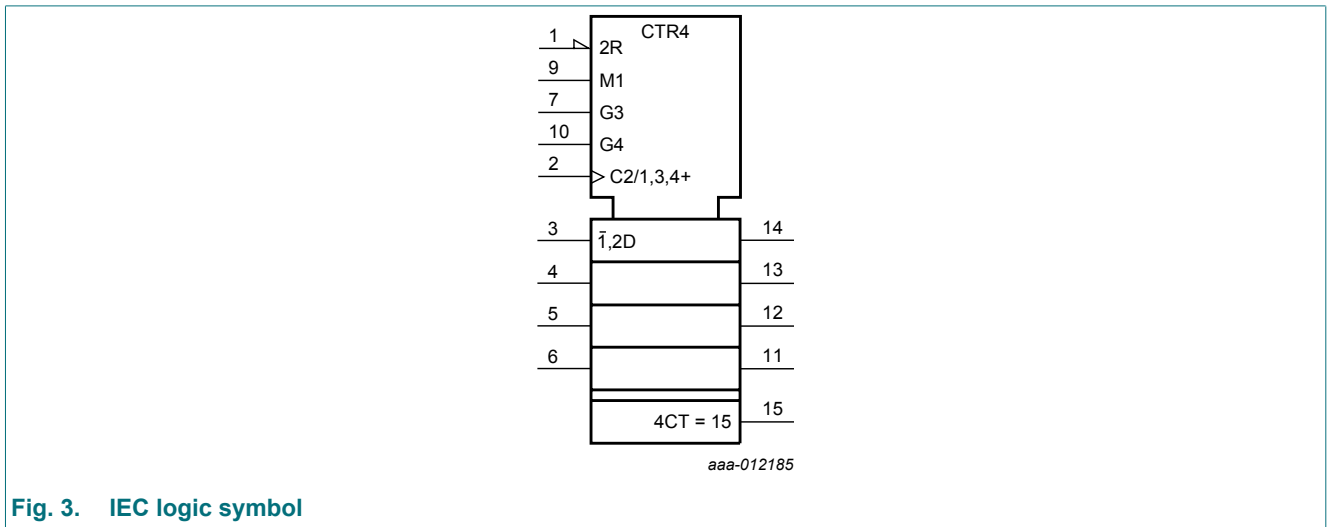 CTR4
1 2R
9 M1
7 G3
10 G4
2 C2/1,3,4+
3 1̄,2D 14
4 13
5 12
6 11
4CT = 15 15
aaa-012185
Fig. 3. IEC logic symbol